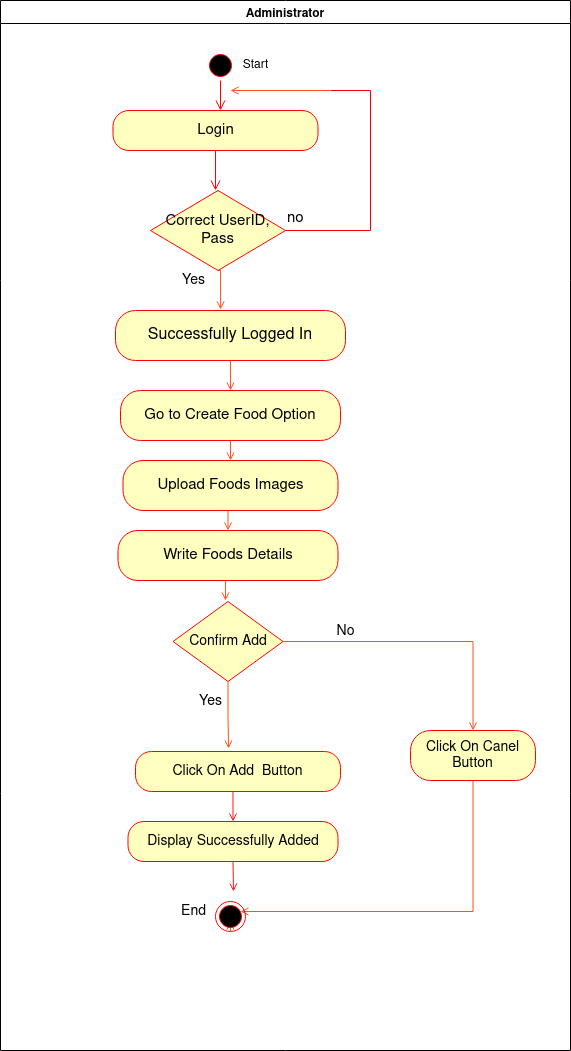 Administrator
Start
Login
Correct UserID,
Pass
no
Yes
Successfully Logged In
Go to Create Food Option
Upload Foods Images
Write Foods Details
Confirm Add
No
Yes
Click On Canel
Button
Click On Add  Button
Display Successfully Added
End